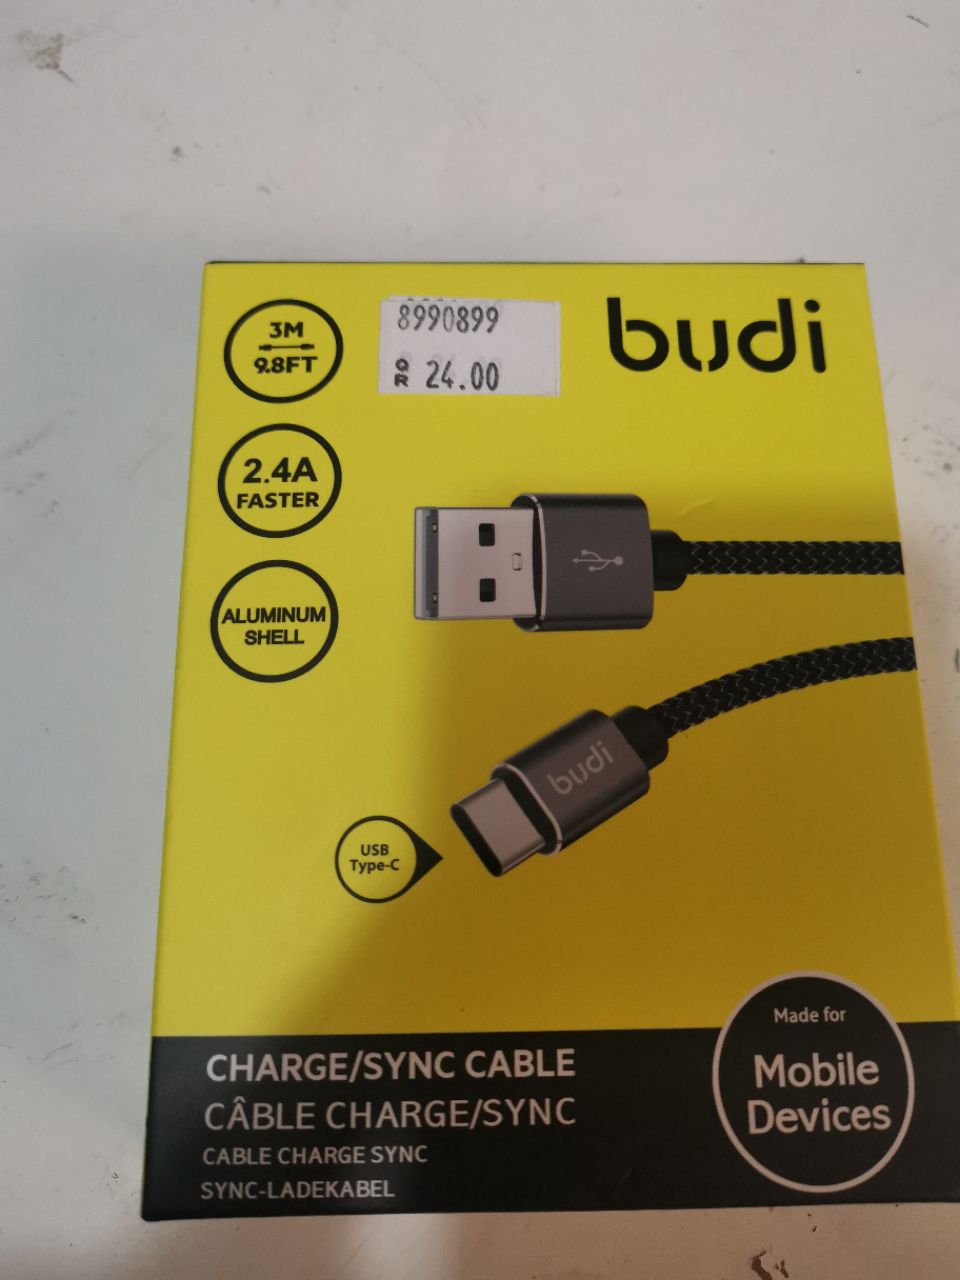 3M
9.8FT
8990899
QR 24.00
budi
2.4A
FASTER
ALUMINUM
SHELL
budi
USB
Type-C
CHARGE/SYNC CABLE
CÂBLE CHARGE/SYNC
CABLE CHARGE SYNC
SYNC-LADEKABEL
Made for
Mobile
Devices